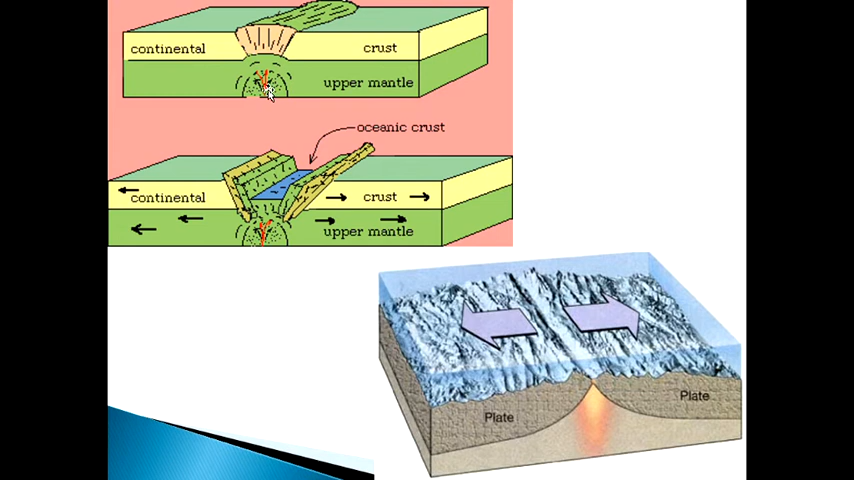 continental crust
upper mantle
oceanic crust
continental crust
upper mantle
Plate
Plate